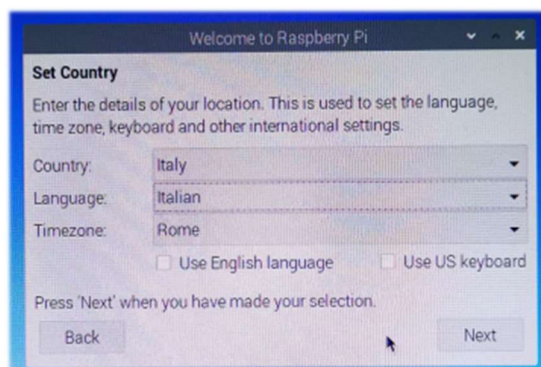 Welcome to Raspberry Pi
Set Country
Enter the details of your location. This is used to set the language,
time zone, keyboard and other international settings.
Country: Italy
Language: Italian
Timezone: Rome
Use English language Use US keyboard
Press 'Next' when you have made your selection.
Back Next